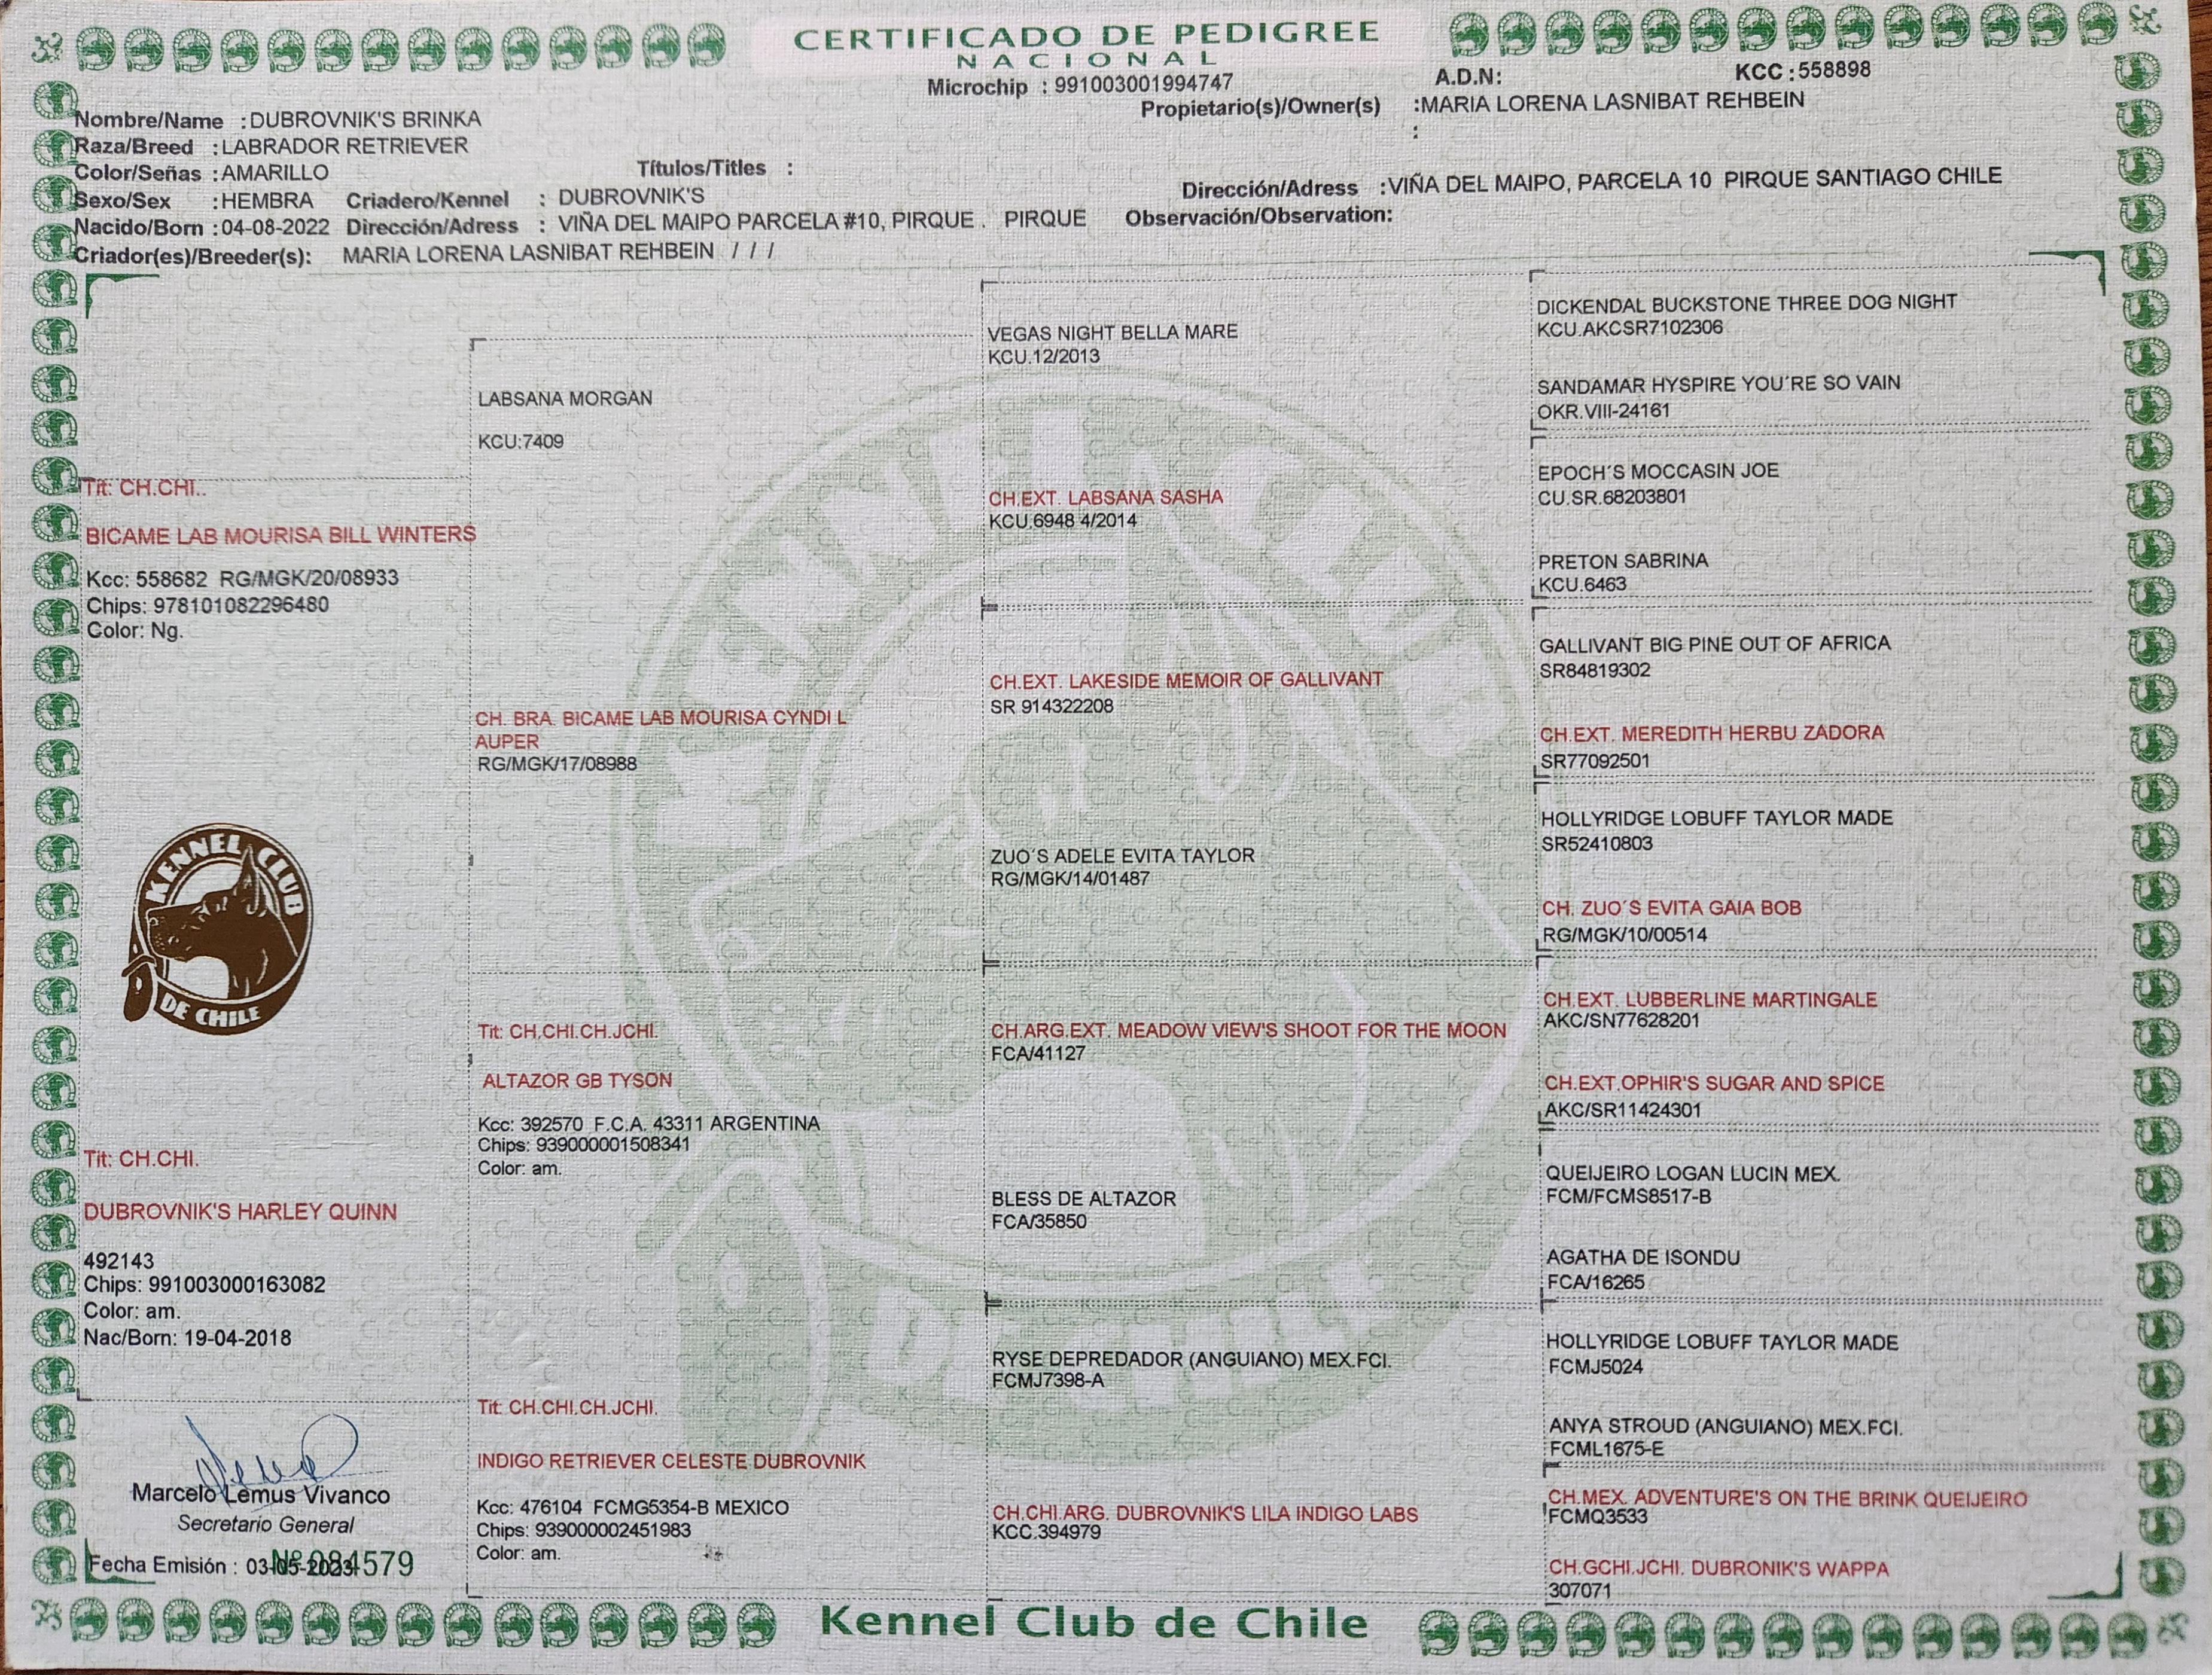 CERTIFICADO DE PEDIGREE
NACIONAL
Microchip : 991003001994747
A.D.N:
KCC : 558898
Nombre/Name : DUBROVNIK'S BRINKA
Propietario(s)/Owner(s) : MARIA LORENA LASNIBAT REHBEIN
:
Raza/Breed : LABRADOR RETRIEVER
Color/Señas : AMARILLO
Títulos/Titles :
Sexo/Sex : HEMBRA Criadero/Kennel : DUBROVNIK'S
Dirección/Adress : VIÑA DEL MAIPO, PARCELA 10 PIRQUE SANTIAGO CHILE
Nacido/Born : 04-08-2022 Dirección/Adress : VIÑA DEL MAIPO PARCELA #10, PIRQUE . PIRQUE
Observación/Observation:
Criador(es)/Breeder(s): MARIA LORENA LASNIBAT REHBEIN / / /
Tit: CH.CHI..
BICAME LAB MOURISA BILL WINTERS
Kcc: 558682 RG/MGK/20/08933
Chips: 978101082296480
Color: Ng.
KENNEL CLUB
DE CHILE
Tit: CH.CHI.
DUBROVNIK'S HARLEY QUINN
492143
Chips: 991003000163082
Color: am.
Nac/Born: 19-04-2018
Marcelo Lemus Vivanco
Secretario General
Fecha Emisión : 03-05-2023
Nº 084579
LABSANA MORGAN
KCU:7409
CH. BRA. BICAME LAB MOURISA CYNDI L
AUPER
RG/MGK/17/08988
Tit: CH.CHI.CH.JCHI.
ALTAZOR GB TYSON
Kcc: 392570 F.C.A. 43311 ARGENTINA
Chips: 939000001508341
Color: am.
Tit: CH.CHI.CH.JCHI.
INDIGO RETRIEVER CELESTE DUBROVNIK
Kcc: 476104 FCMG5354-B MEXICO
Chips: 939000002451983
Color: am.
VEGAS NIGHT BELLA MARE
KCU.12/2013
CH.EXT. LABSANA SASHA
KCU.6948 4/2014
CH.EXT. LAKESIDE MEMOIR OF GALLIVANT
SR 914322208
ZUO´S ADELE EVITA TAYLOR
RG/MGK/14/01487
CH.ARG.EXT. MEADOW VIEW'S SHOOT FOR THE MOON
FCA/41127
BLESS DE ALTAZOR
FCA/35850
RYSE DEPREDADOR (ANGUIANO) MEX.FCI.
FCMJ7398-A
CH.CHI.ARG. DUBROVNIK'S LILA INDIGO LABS
KCC.394979
DICKENDAL BUCKSTONE THREE DOG NIGHT
KCU.AKCSR7102306
SANDAMAR HYSPIRE YOU´RE SO VAIN
OKR.VIII-24161
EPOCH´S MOCCASIN JOE
CU.SR.68203801
PRETON SABRINA
KCU.6463
GALLIVANT BIG PINE OUT OF AFRICA
SR84819302
CH.EXT. MEREDITH HERBU ZADORA
SR77092501
HOLLYRIDGE LOBUFF TAYLOR MADE
SR52410803
CH. ZUO´S EVITA GAIA BOB
RG/MGK/10/00514
CH.EXT. LUBBERLINE MARTINGALE
AKC/SN77628201
CH.EXT.OPHIR'S SUGAR AND SPICE
AKC/SR11424301
QUEIJEIRO LOGAN LUCIN MEX.
FCM/FCMS8517-B
AGATHA DE ISONDU
FCA/16265
HOLLYRIDGE LOBUFF TAYLOR MADE
FCMJ5024
ANYA STROUD (ANGUIANO) MEX.FCI.
FCML1675-E
CH.MEX. ADVENTURE'S ON THE BRINK QUEIJEIRO
FCMQ3533
CH.GCHI.JCHI. DUBRONIK'S WAPPA
307071
Kennel Club de Chile